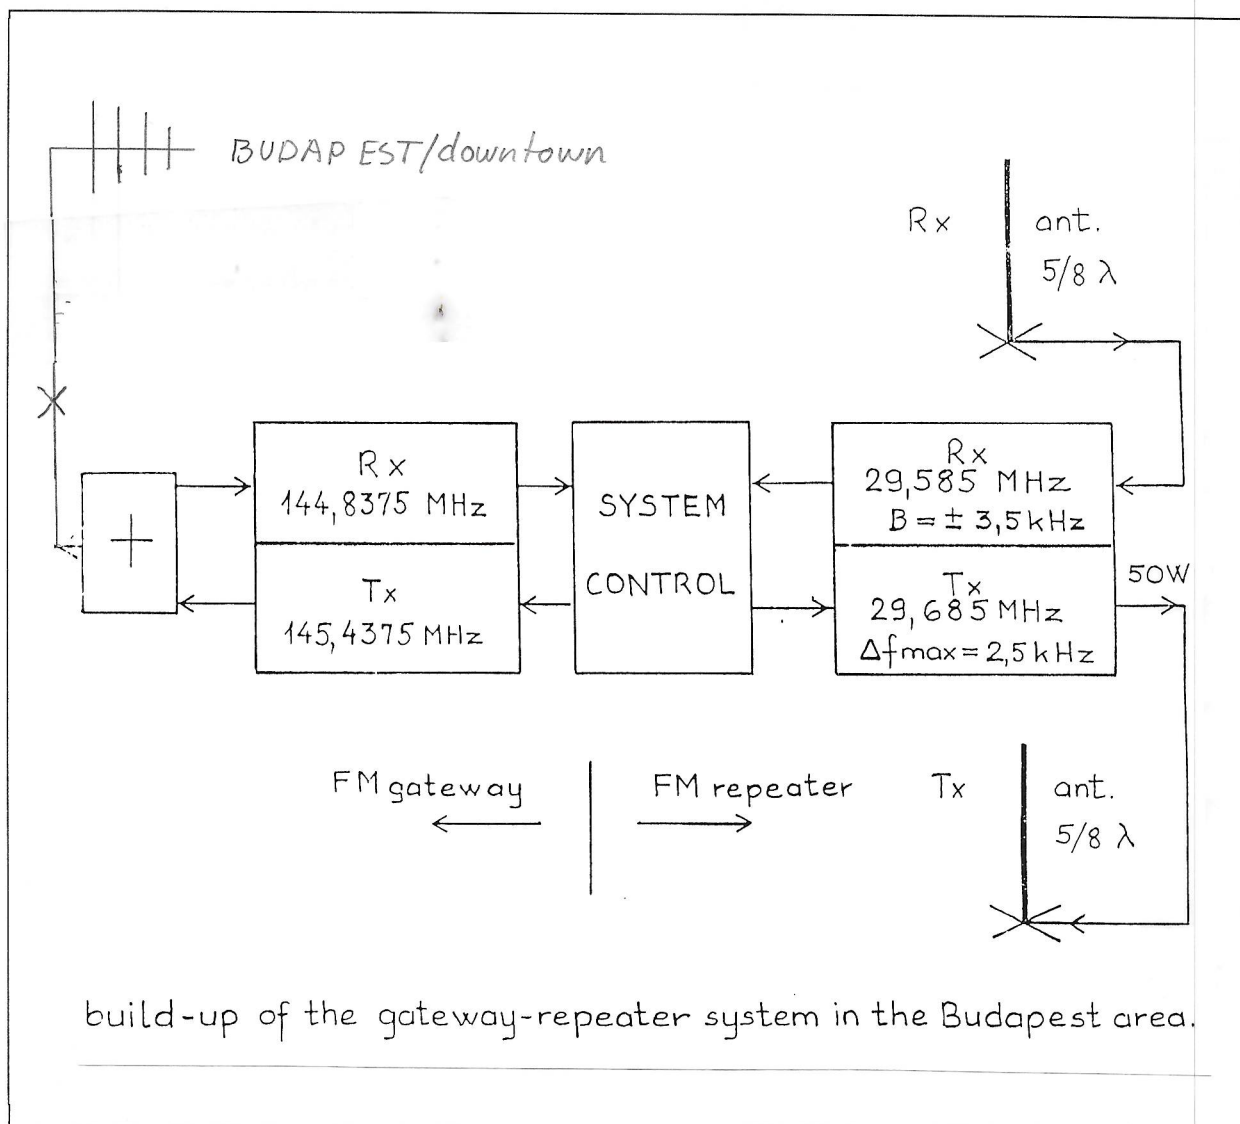 BUDAPEST/downtown
Rx
ant.
5/8 λ
Rx
144,8375 MHz
Tx
145,4375 MHz
+
SYSTEM
CONTROL
Rx
29,585 MHz
B = ± 3,5 kHz
Tx
29,685 MHz
Δfmax = 2,5 kHz
50W
FM gateway
FM repeater
Tx
ant.
5/8 λ
build-up of the gateway-repeater system in the Budapest area.